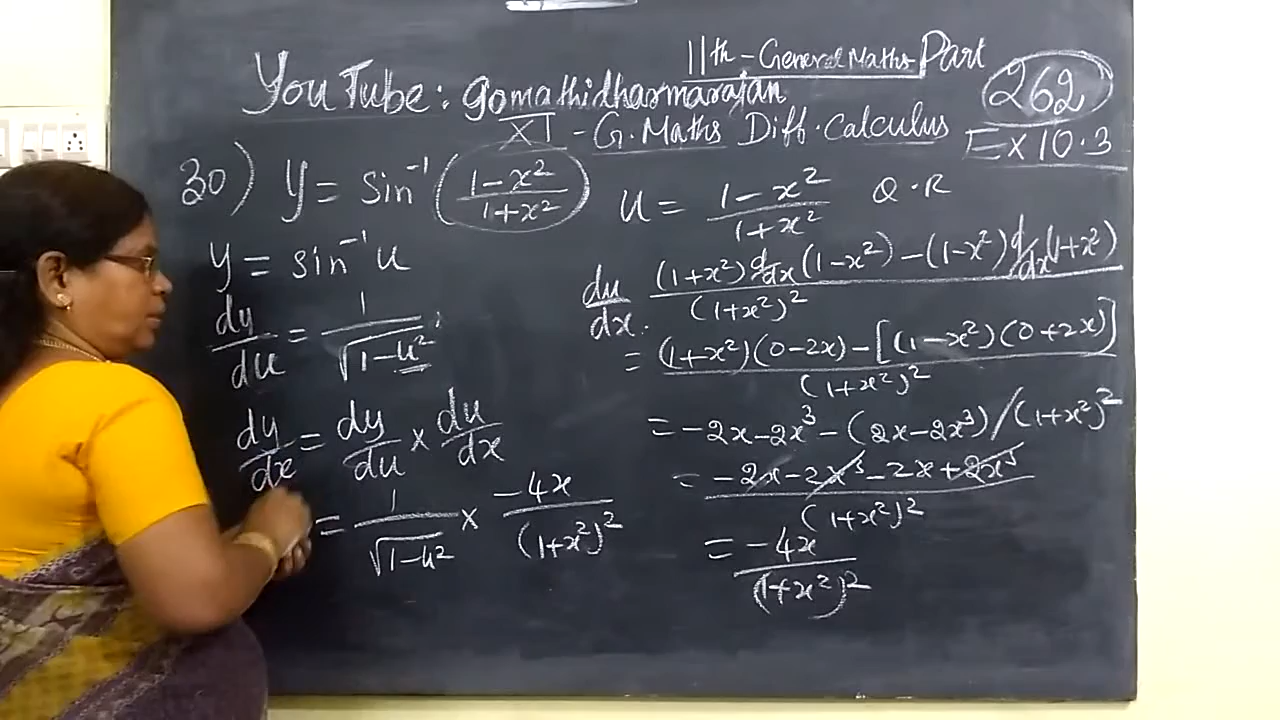 11th - General Maths Part
262
YouTube: gomathidharmarajan
XI - G. Maths Diff. Calculus
Ex 10.3
30) y = sin⁻¹ (1-x²/1+x²)
y = sin⁻¹ u
dy/du = 1/√1-u²
dy/dx = dy/du × du/dx
= 1/√1-u² × -4x/(1+x²)²
u = 1-x²/1+x² Q.R
du/dx = (1+x²) d/dx (1-x²) - (1-x²) d/dx (1+x²)/(1+x²)²
= (1+x²)(0-2x) - [(1-x²)(0+2x)]/(1+x²)²
= -2x-2x³ - (2x-2x³)/(1+x²)²
= -2x-2x³-2x+2x³/(1+x²)²
= -4x/(1+x²)²